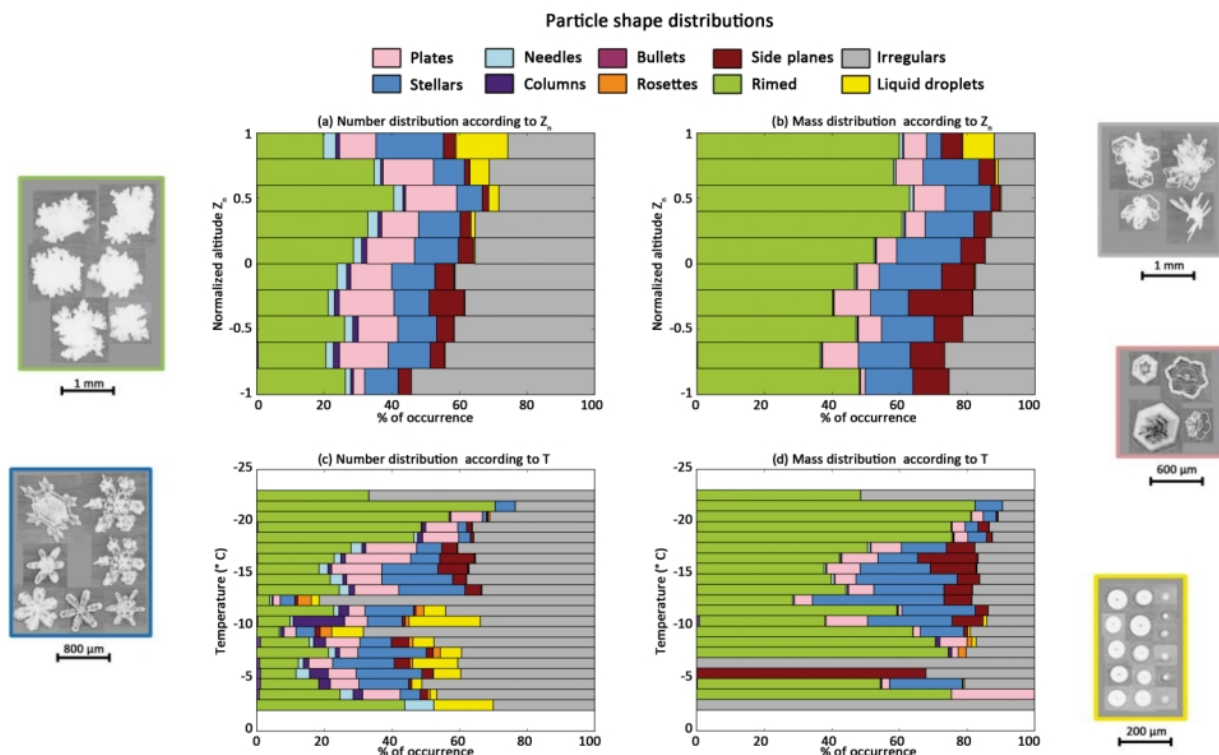 Particle shape distributions
Plates Needles Bullets Side planes Irregulars
Stellars Columns Rosettes Rimed Liquid droplets
(a) Number distribution according to Zn
(b) Mass distribution according to Zn
Normalized altitude Zn
1
0.5
0
-0.5
-1
0 20 40 60 80 100
% of occurrence
Normalized altitude Zn
1
0.5
0
-0.5
-1
0 20 40 60 80 100
% of occurrence
1 mm
1 mm
600 µm
(c) Number distribution according to T
(d) Mass distribution according to T
Temperature (° C)
-25
-20
-15
-10
-5
0
0 20 40 60 80 100
% of occurrence
Temperature (° C)
-25
-20
-15
-10
-5
0
0 20 40 60 80 100
% of occurrence
800 µm
200 µm